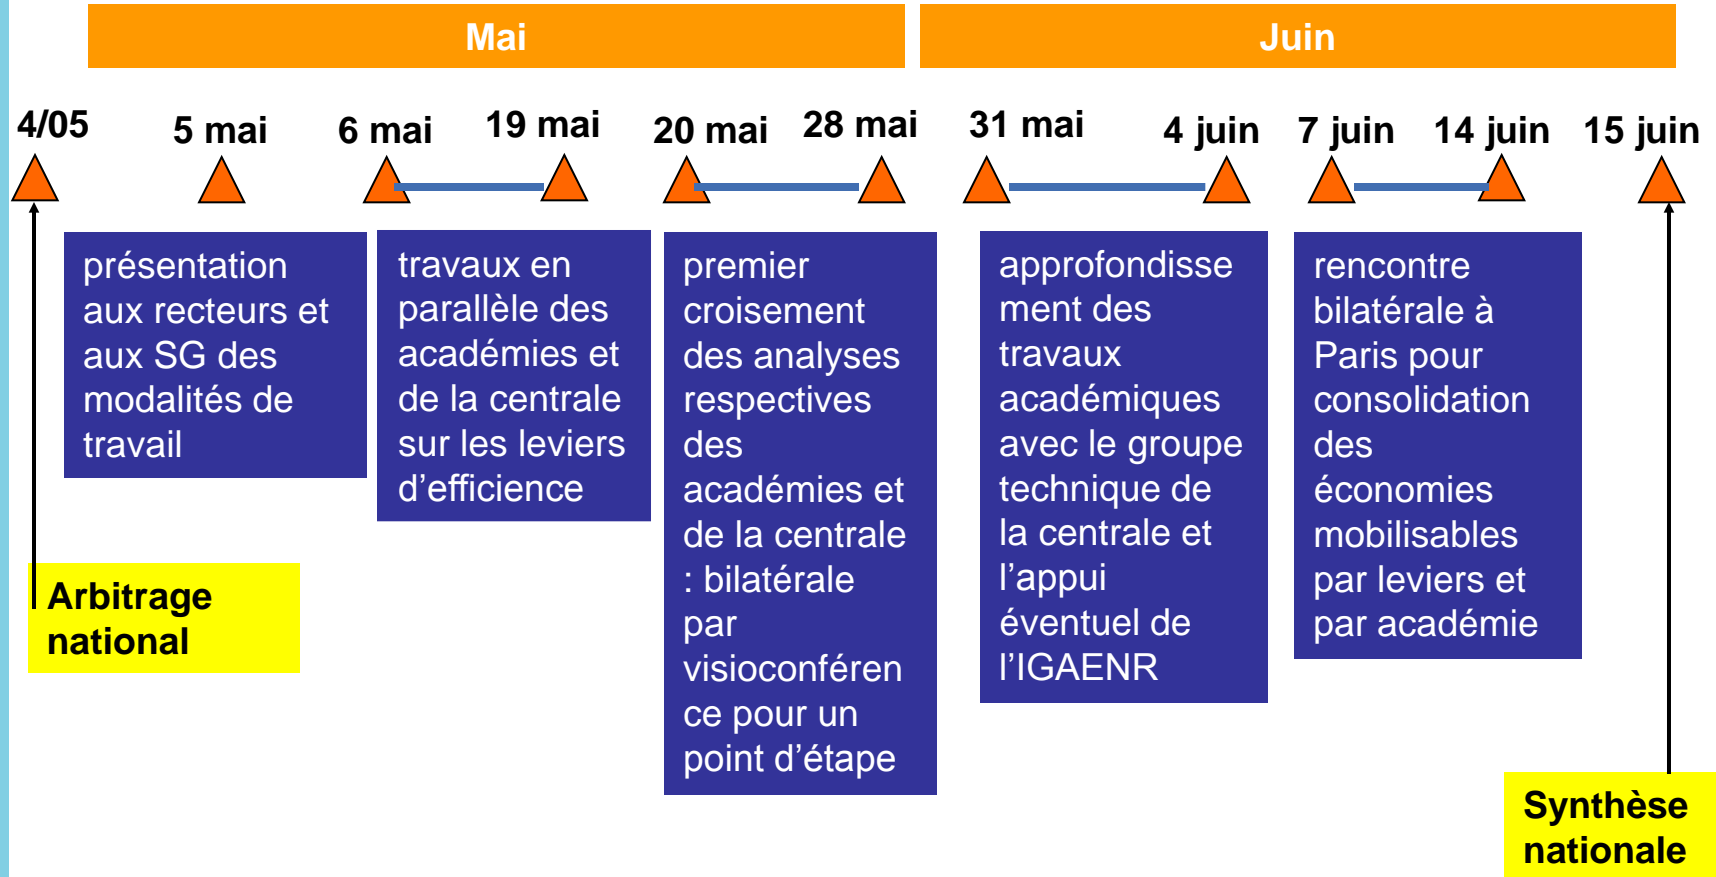 Mai
Juin
4/05
5 mai
6 mai
19 mai
20 mai
28 mai
31 mai
4 juin
7 juin
14 juin
15 juin
présentation
aux recteurs et
aux SG des
modalités de
travail
travaux en
parallèle des
académies et
de la centrale
sur les leviers
d’efficience
premier
croisement
des analyses
respectives
des
académies et
de la centrale
: bilatérale
par
visioconféren
ce pour un
point d’étape
approfondisse
ment des
travaux
académiques
avec le groupe
technique de
la centrale et
l’appui
éventuel de
l’IGAENR
rencontre
bilatérale à
Paris pour
consolidation
des
économies
mobilisables
par leviers et
par académie
Arbitrage
national
Synthèse
nationale